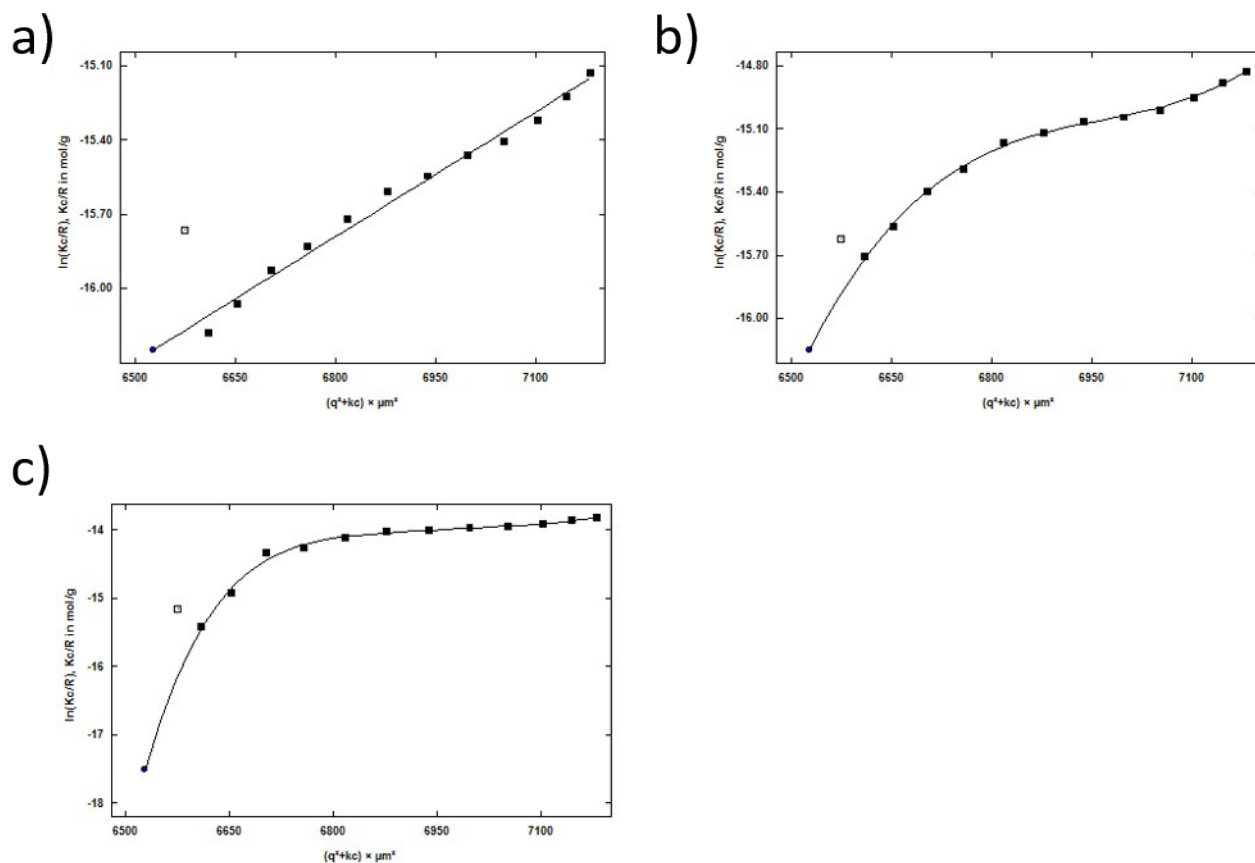 a)
-15.10
-15.40
-15.70
-16.00
ln(Kc/R), Kc/R in mol/g
6500 6650 6800 6950 7100
(q²+kc) × µm²
b)
-14.80
-15.10
-15.40
-15.70
-16.00
ln(Kc/R), Kc/R in mol/g
6500 6650 6800 6950 7100
(q²+kc) × µm²
c)
-14
-15
-16
-17
-18
ln(Kc/R), Kc/R in mol/g
6500 6650 6800 6950 7100
(q²+kc) × µm²